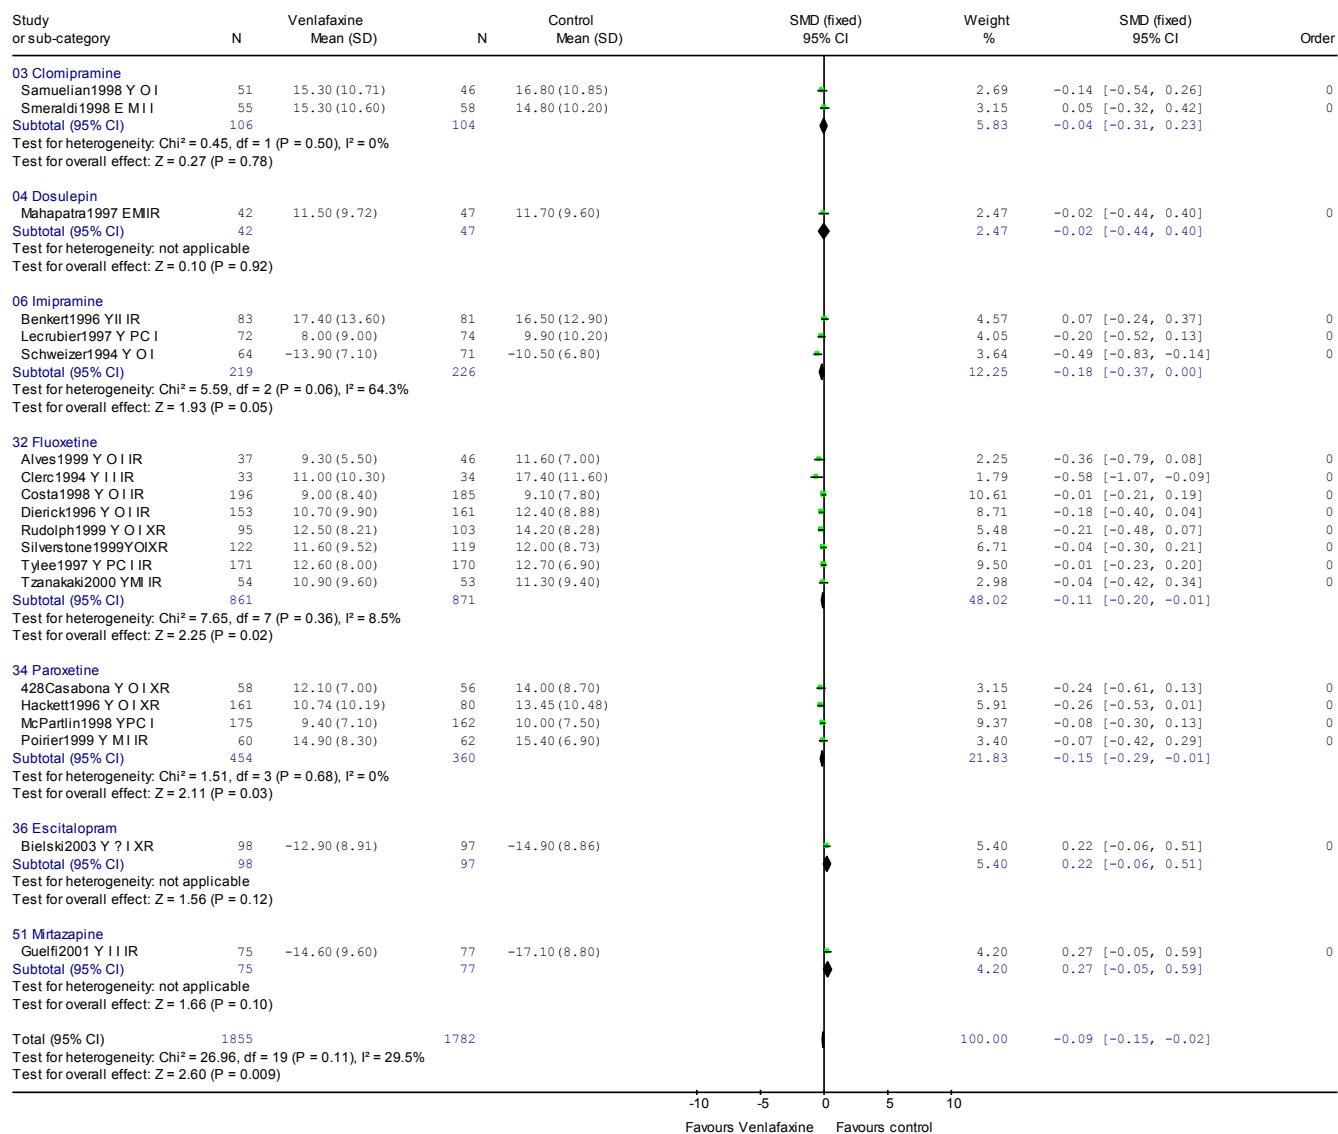 Study Venlafaxine Control SMD (fixed) Weight SMD (fixed)
or sub-category N Mean (SD) N Mean (SD) 95% CI % 95% CI Order
03 Clomipramine
Samuelian1998 Y O I 51 15.30(10.71) 46 16.80(10.85) 2.69 -0.14 [-0.54, 0.26] 0
Smeraldi1998 E M I I 55 15.30(10.60) 58 14.80(10.20) 3.15 0.05 [-0.32, 0.42] 0
Subtotal (95% CI) 106 104 5.83 -0.04 [-0.31, 0.23]
Test for heterogeneity: Chi² = 0.45, df = 1 (P = 0.50), I² = 0%
Test for overall effect: Z = 0.27 (P = 0.78)
04 Dosulepin
Mahapatra1997 EMIIR 42 11.50(9.72) 47 11.70(9.60) 2.47 -0.02 [-0.44, 0.40] 0
Subtotal (95% CI) 42 47 2.47 -0.02 [-0.44, 0.40]
Test for heterogeneity: not applicable
Test for overall effect: Z = 0.10 (P = 0.92)
06 Imipramine
Benkert1996 YII IR 83 17.40(13.60) 81 16.50(12.90) 4.57 0.07 [-0.24, 0.37] 0
Lecrubier1997 Y PC I 72 8.00(9.00) 74 9.90(10.20) 4.05 -0.20 [-0.52, 0.13] 0
Schweizer1994 Y O I 64 -13.90(7.10) 71 -10.50(6.80) 3.64 -0.49 [-0.83, -0.14] 0
Subtotal (95% CI) 219 226 12.25 -0.18 [-0.37, 0.00]
Test for heterogeneity: Chi² = 5.59, df = 2 (P = 0.06), I² = 64.3%
Test for overall effect: Z = 1.93 (P = 0.05)
32 Fluoxetine
Alves1999 Y O I IR 37 9.30(5.50) 46 11.60(7.00) 2.25 -0.36 [-0.79, 0.08] 0
Clerc1994 Y I I IR 33 11.00(10.30) 34 17.40(11.60) 1.79 -0.58 [-1.07, -0.09] 0
Costa1998 Y O I IR 196 9.00(8.40) 185 9.10(7.80) 10.61 -0.01 [-0.21, 0.19] 0
Dierick1996 Y O I IR 153 10.70(9.90) 161 12.40(8.88) 8.71 -0.18 [-0.40, 0.04] 0
Rudolph1999 Y O I XR 95 12.50(8.21) 103 14.20(8.28) 5.48 -0.21 [-0.48, 0.07] 0
Silverstone1999YOIXR 122 11.60(9.52) 119 12.00(8.73) 6.71 -0.04 [-0.30, 0.21] 0
Tylee1997 Y PC I IR 171 12.60(8.00) 170 12.70(6.90) 9.50 -0.01 [-0.23, 0.20] 0
Tzanakaki2000 YMI IR 54 10.90(9.60) 53 11.30(9.40) 2.98 -0.04 [-0.42, 0.34] 0
Subtotal (95% CI) 861 871 48.02 -0.11 [-0.20, -0.01]
Test for heterogeneity: Chi² = 7.65, df = 7 (P = 0.36), I² = 8.5%
Test for overall effect: Z = 2.25 (P = 0.02)
34 Paroxetine
428Casabona Y O I XR 58 12.10(7.00) 56 14.00(8.70) 3.15 -0.24 [-0.61, 0.13] 0
Hackett1996 Y O I XR 161 10.74(10.19) 80 13.45(10.48) 5.91 -0.26 [-0.53, 0.01] 0
McPartlin1998 YPC I 175 9.40(7.10) 162 10.00(7.50) 9.37 -0.08 [-0.30, 0.13] 0
Poirier1999 Y M I IR 60 14.90(8.30) 62 15.40(6.90) 3.40 -0.07 [-0.42, 0.29] 0
Subtotal (95% CI) 454 360 21.83 -0.15 [-0.29, -0.01]
Test for heterogeneity: Chi² = 1.51, df = 3 (P = 0.68), I² = 0%
Test for overall effect: Z = 2.11 (P = 0.03)
36 Escitalopram
Bielski2003 Y ? I XR 98 -12.90(8.91) 97 -14.90(8.86) 5.40 0.22 [-0.06, 0.51] 0
Subtotal (95% CI) 98 97 5.40 0.22 [-0.06, 0.51]
Test for heterogeneity: not applicable
Test for overall effect: Z = 1.56 (P = 0.12)
51 Mirtazapine
Guelfi2001 Y I I IR 75 -14.60(9.60) 77 -17.10(8.80) 4.20 0.27 [-0.05, 0.59] 0
Subtotal (95% CI) 75 77 4.20 0.27 [-0.05, 0.59]
Test for heterogeneity: not applicable
Test for overall effect: Z = 1.66 (P = 0.10)
Total (95% CI) 1855 1782 100.00 -0.09 [-0.15, -0.02]
Test for heterogeneity: Chi² = 26.96, df = 19 (P = 0.11), I² = 29.5%
Test for overall effect: Z = 2.60 (P = 0.009)
-10 -5 0 5 10
Favours Venlafaxine Favours control